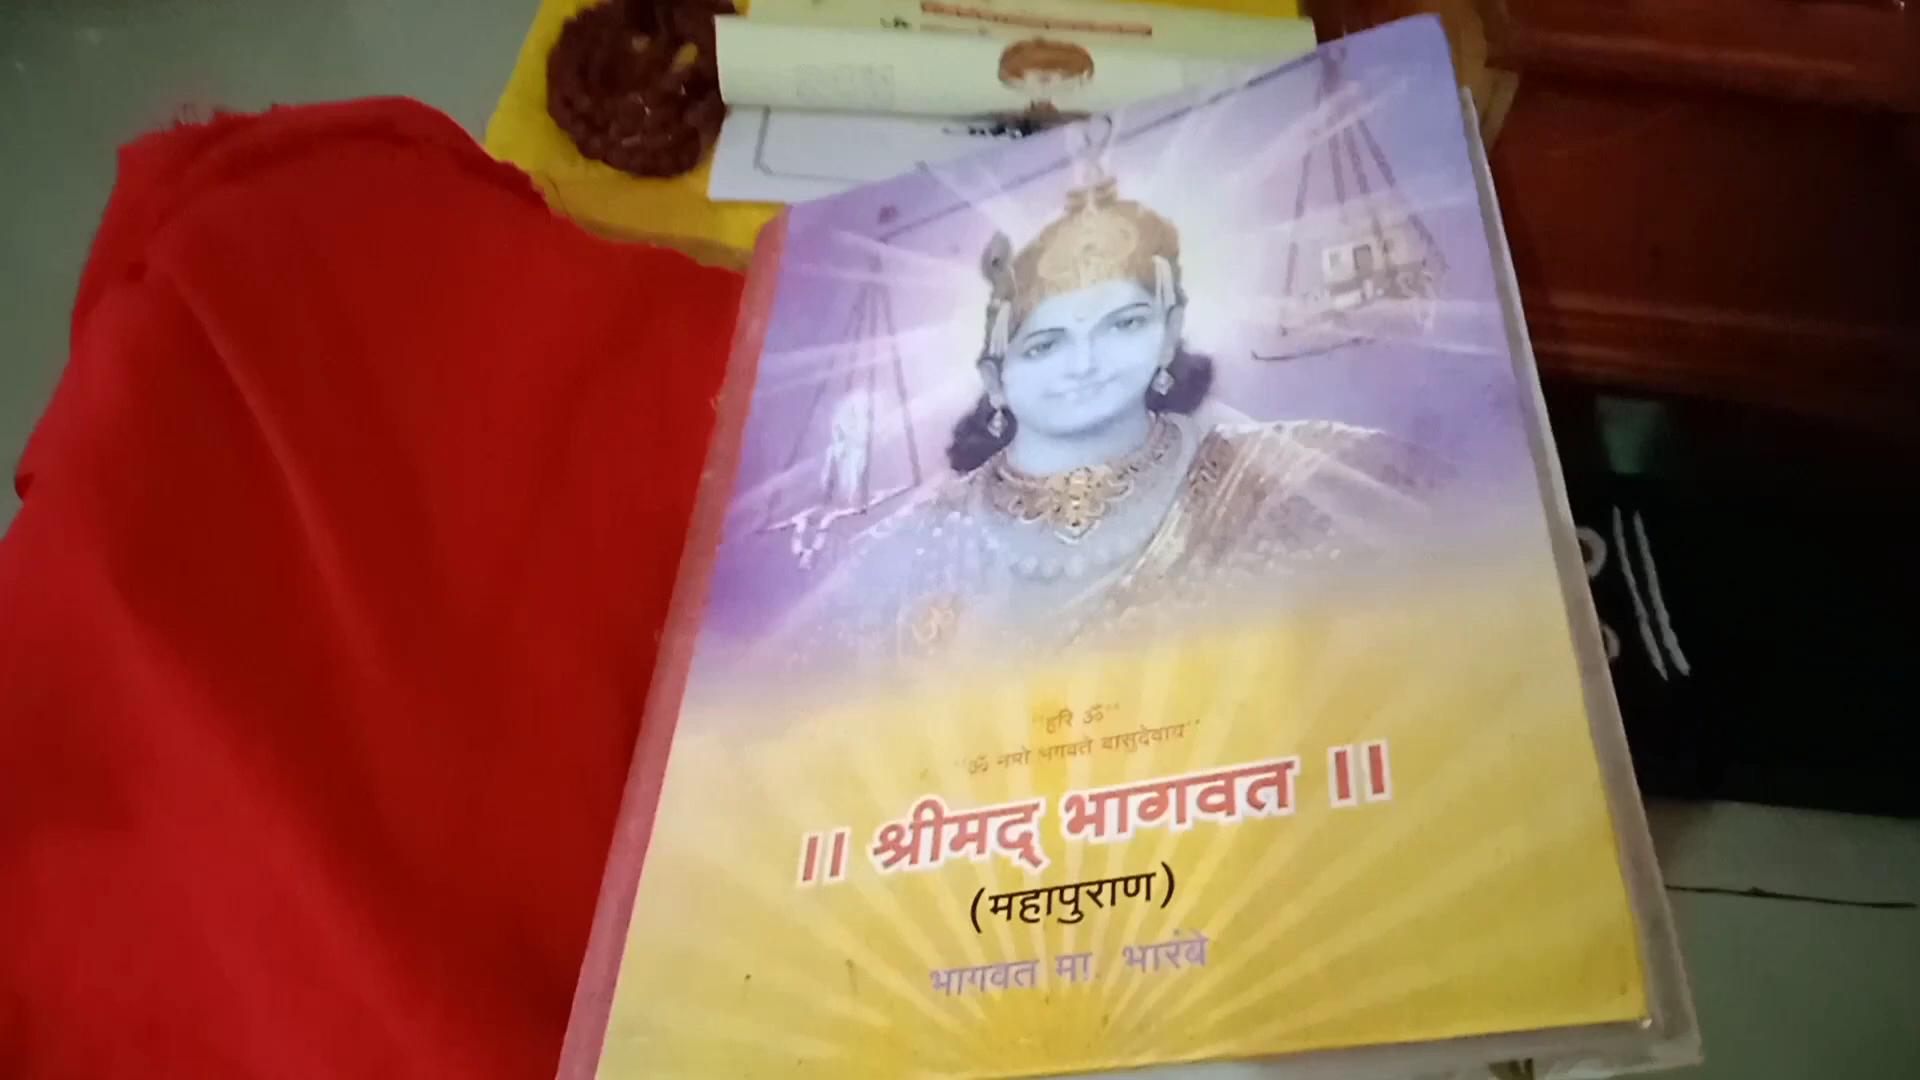 "हरि ॐ"
"ॐ नमो भगवते वासुदेवाय"
॥ श्रीमद् भागवत ॥
(महापुराण)
भागवत मा. भारंबे